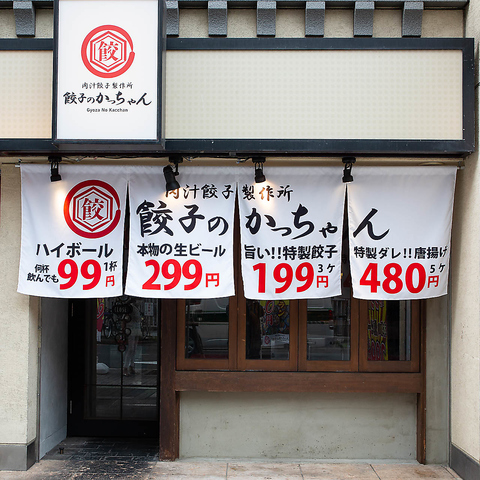 餃
肉汁餃子製作所
餃子のかっちゃん
Gyoza No Kacchan
肉汁餃子製作所
餃
餃子のかっちゃん
ハイボール
何杯飲んでも
99円
1杯
本物の生ビール
299円
旨い!!特製餃子
199円
3ケ
特製ダレ!!唐揚げ
480円
5ケ